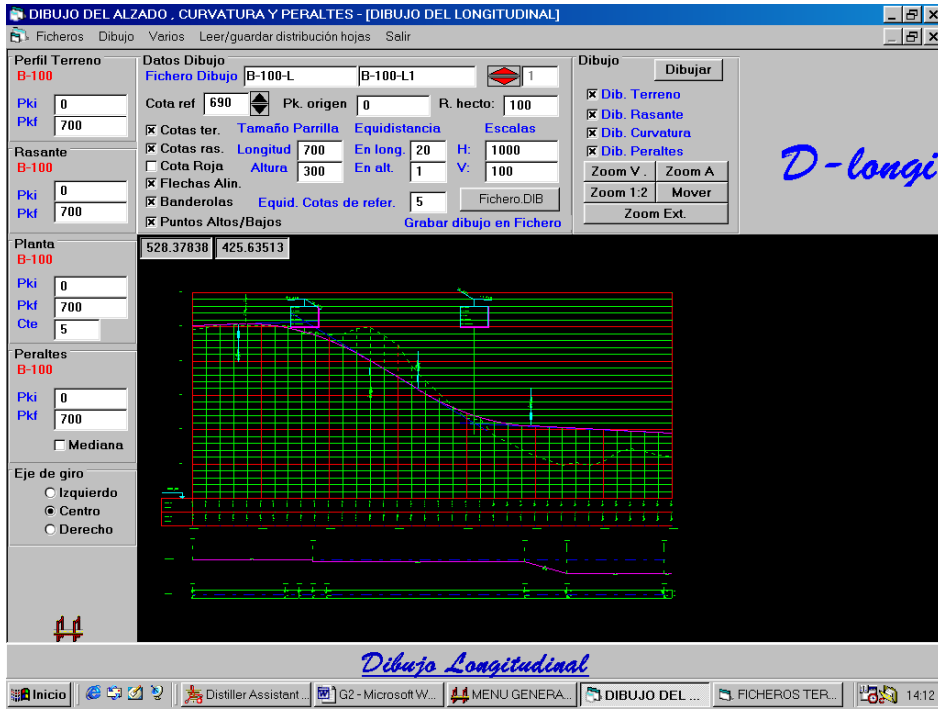 DIBUJO DEL ALZADO , CURVATURA Y PERALTES - [DIBUJO DEL LONGITUDINAL]
Ficheros Dibujo Varios Leer/guardar distribución hojas Salir
Perfil Terreno
B-100
Pki 0
Pkf 700
Rasante
B-100
Pki 0
Pkf 700
Planta
B-100
Pki 0
Pkf 700
Cte 5
Peraltes
B-100
Pki 0
Pkf 700
Mediana
Eje de giro
Izquierdo
Centro
Derecho
Datos Dibujo
Fichero Dibujo B-100-L B-100-L1 1
Cota ref 690 Pk. origen 0 R. hecto: 100
Cotas ter. Tamaño Parrilla Equidistancia Escalas
Cotas ras. Longitud 700 En long. 20 H: 1000
Cota Roja Altura 300 En alt. 1 V: 100
Flechas Alin.
Banderolas Equid. Cotas de refer. 5 Fichero.DIB
Puntos Altos/Bajos Grabar dibujo en Fichero
Dibujo
Dibujar
Dib. Terreno
Dib. Rasante
Dib. Curvatura
Dib. Peraltes
Zoom V . Zoom A
Zoom 1:2 Mover
Zoom Ext.
D-longi
528.37838 425.63513
Dibujo Longitudinal
Inicio Distiller Assistant... G2 - Microsoft W... MENU GENERA... DIBUJO DEL ... FICHEROS TER... 14:12